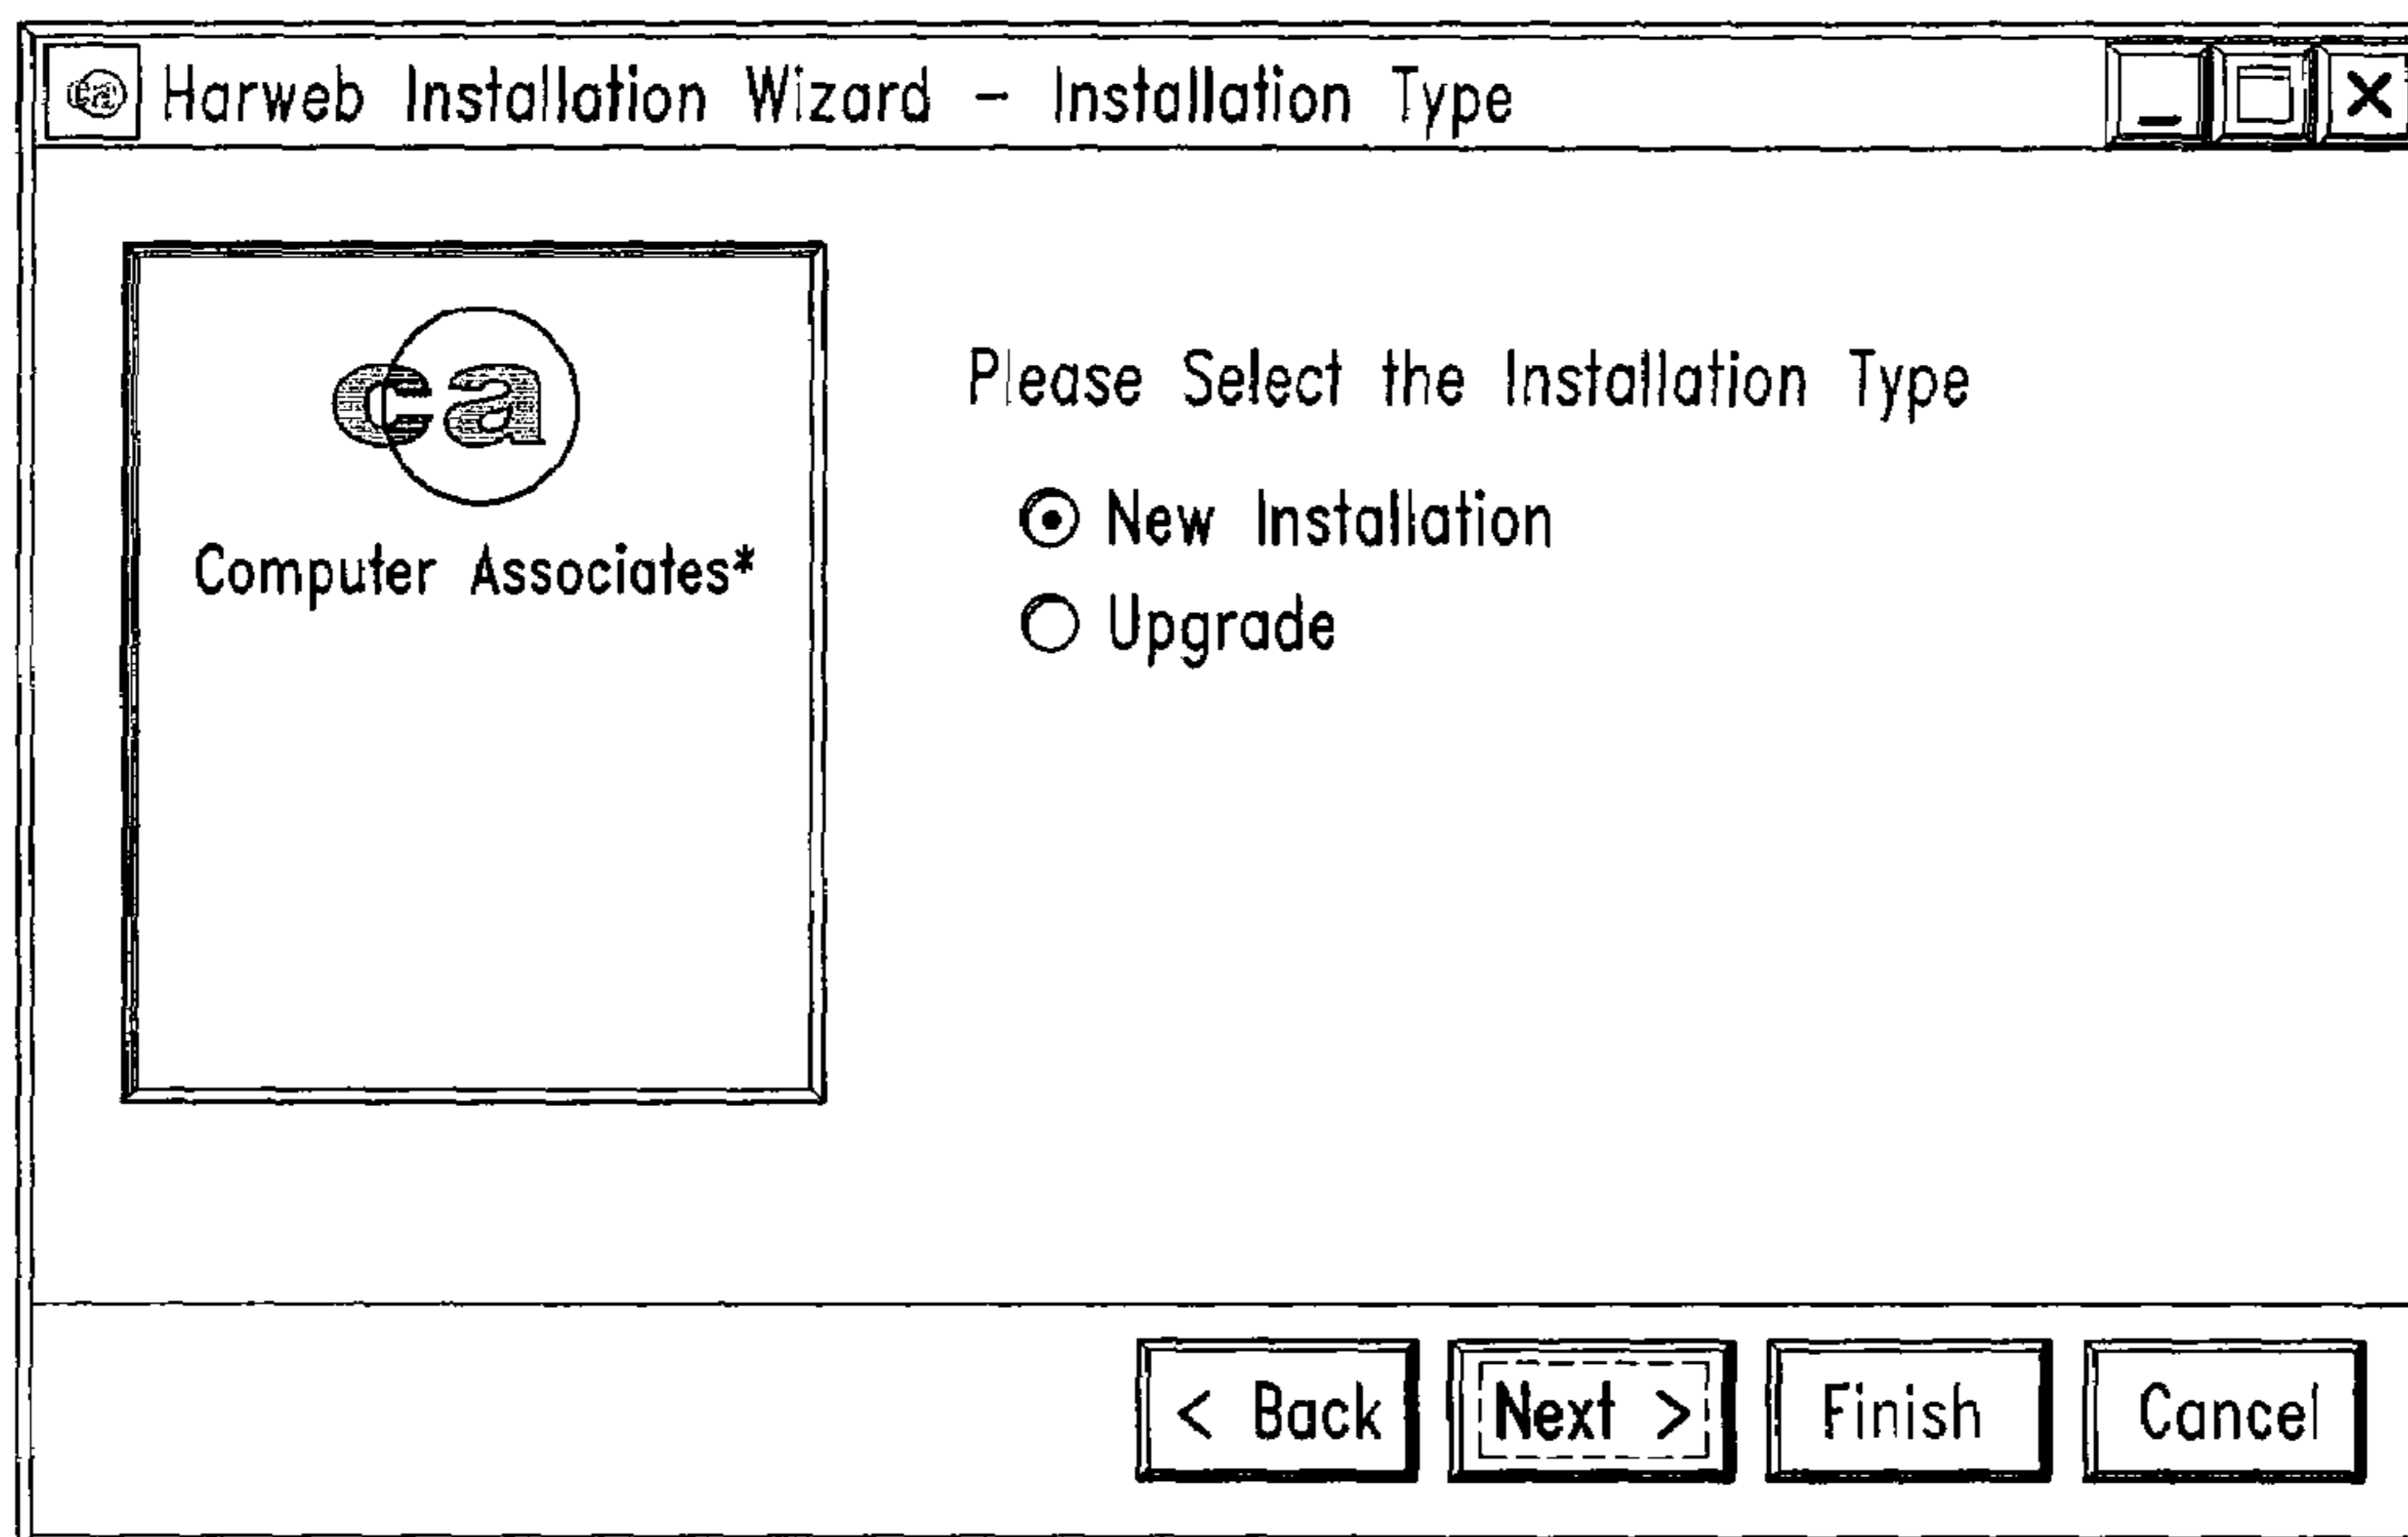 ca Harweb Installation Wizard - Installation Type
ca
Computer Associates*
Please Select the Installation Type
New Installation
Upgrade
< Back Next > Finish Cancel